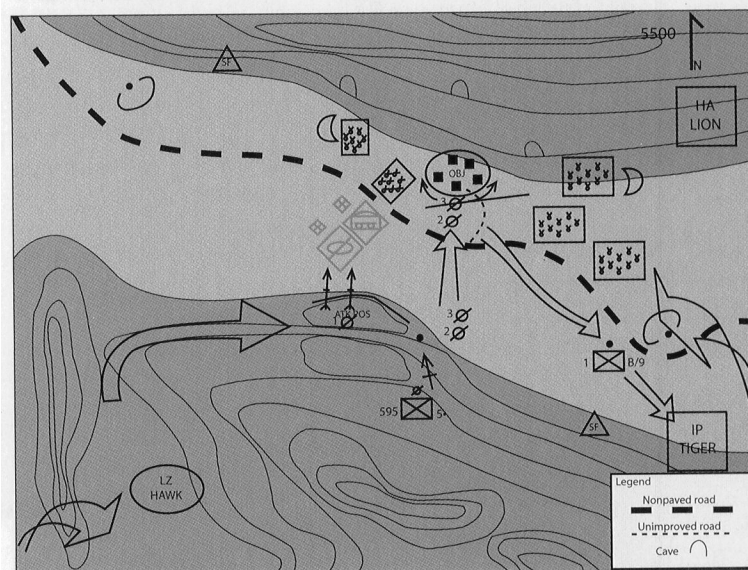 5500
N
SF
HA
LION
OBJ
3
2
ATK POS
1
3
2
1
B/9
595
5
SF
IP
TIGER
LZ
HAWK
Legend
Nonpaved road
Unimproved road
Cave